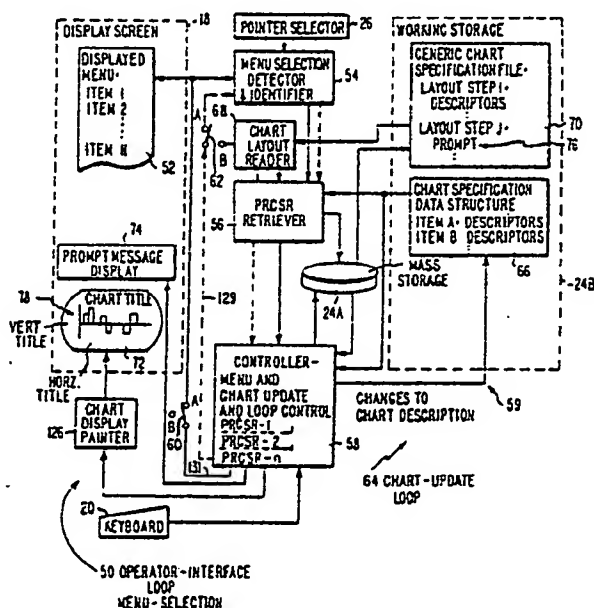 DISPLAY SCREEN
18
POINTER SELECTOR
26
WORKING STORAGE
DISPLAYED
MENU·
ITEM 1
ITEM 2
ITEM N
52
MENU SELECTION
DETECTOR
& IDENTIFIER
54
GENERIC CHART
SPECIFICATION FILE·
LAYOUT STEP i·
DESCRIPTORS
LAYOUT STEP j·
PROMPT
70
76
68
A
B
62
CHART
LAYOUT
READER
PRCSR
RETRIEVER
56
CHART SPECIFICATION
DATA STRUCTURE
ITEM A· DESCRIPTORS
ITEM B DESCRIPTORS
66
24B
74
PROMPT MESSAGE
DISPLAY
129
MASS
STORAGE
24A
78
CHART TITLE
VERT
TITLE
HORZ.
TITLE
72
CONTROLLER-
MENU AND
CHART UPDATE
AND LOOP CONTROL
PRCSR-1
PRCSR-2
PRCSR-n
58
CHANGES TO
CHART DESCRIPTION
59
A'
B'
60
131
CHART
DISPLAY
PAINTER
126
64 CHART-UPDATE
LOOP
20
KEYBOARD
50 OPERATOR-INTERFACE
LOOP
MENU-SELECTION